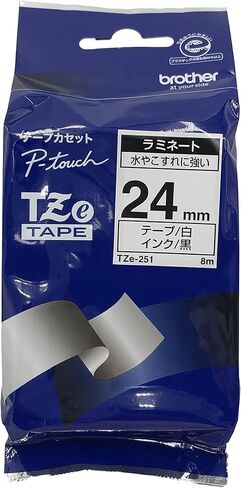 brother
at your side
テープカセット
P-touch
TZe
TAPE
ラミネート
水やこすれに強い
24 mm
テープ/白
インク/黒
TZe-251
8m